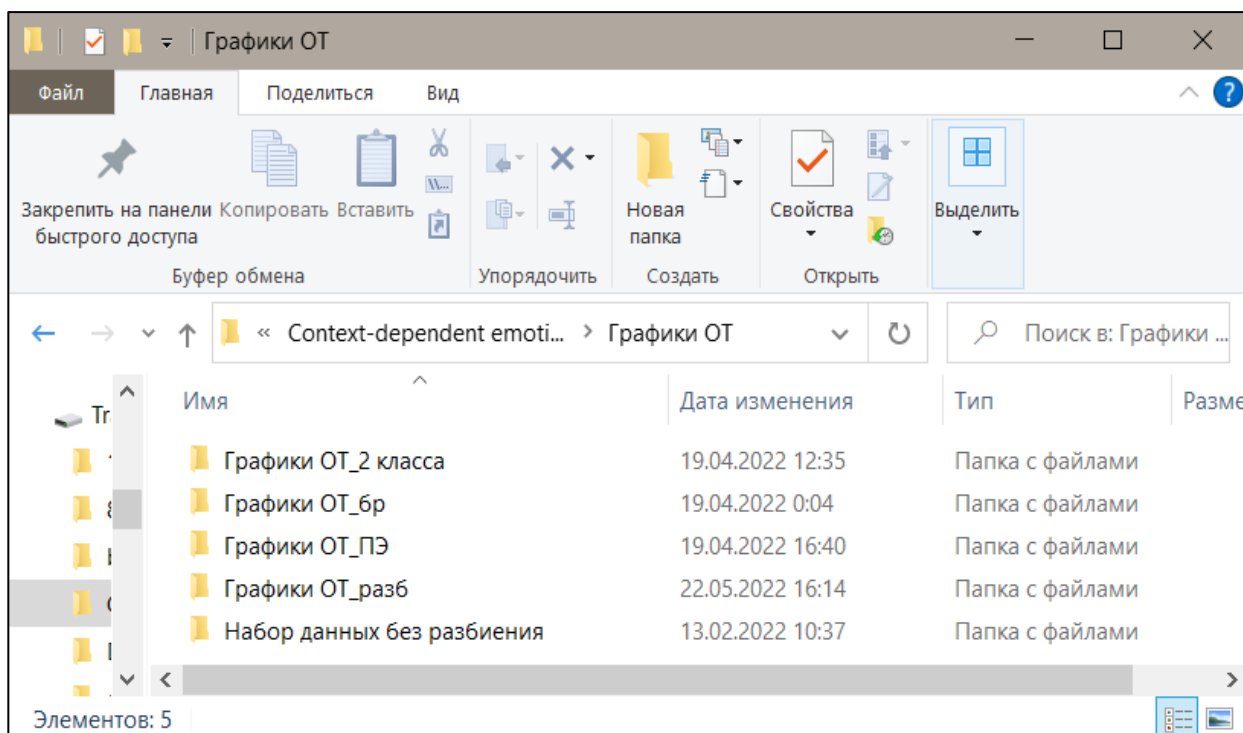 Графики ОТ
Файл Главная Поделиться Вид
Закрепить на панели быстрого доступа
Копировать
Вставить
Новая папка
Свойства
Выделить
Буфер обмена Упорядочить Создать Открыть
« Context-dependent emoti... > Графики ОТ
Поиск в: Графики ...
Имя Дата изменения Тип
Графики ОТ_2 класса 19.04.2022 12:35 Папка с файлами
Графики ОТ_бр 19.04.2022 0:04 Папка с файлами
Графики ОТ_ПЭ 19.04.2022 16:40 Папка с файлами
Графики ОТ_разб 22.05.2022 16:14 Папка с файлами
Набор данных без разбиения 13.02.2022 10:37 Папка с файлами
Элементов: 5